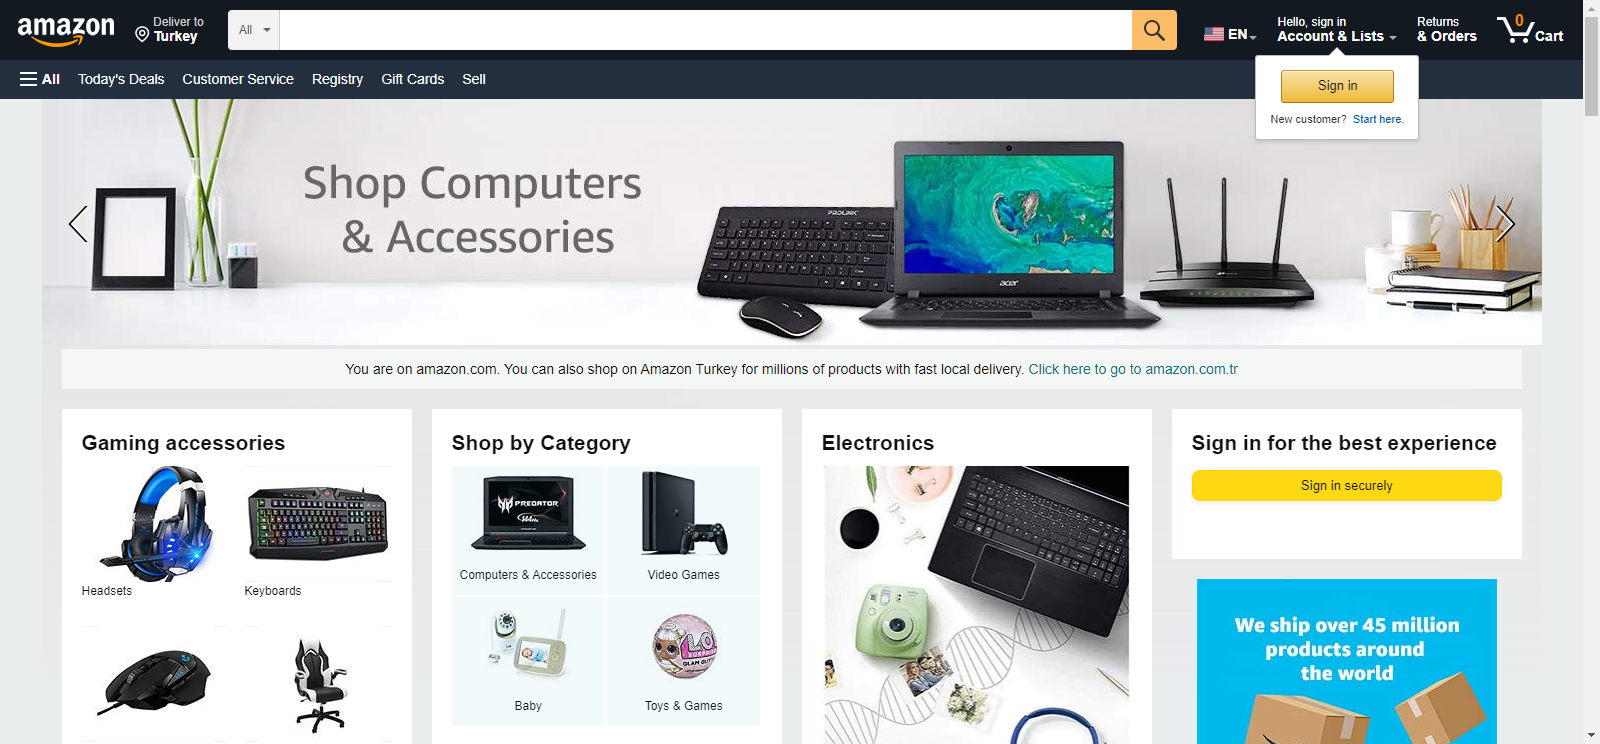 amazon
Deliver to
Turkey
All
EN
Hello, sign in
Account & Lists
Returns
& Orders
0
Cart
All
Today's Deals
Customer Service
Registry
Gift Cards
Sell
Sign in
New customer? Start here.
Shop Computers
& Accessories
PROLINK
acer
You are on amazon.com. You can also shop on Amazon Turkey for millions of products with fast local delivery. Click here to go to amazon.com.tr
Gaming accessories
Headsets
Keyboards
Shop by Category
PREDATOR
Computers & Accessories
Video Games
Baby
L.O.L.
SURPRISE
GLAM GLITTER
Toys & Games
Electronics
Sign in for the best experience
Sign in securely
We ship over 45 million
products around
the world